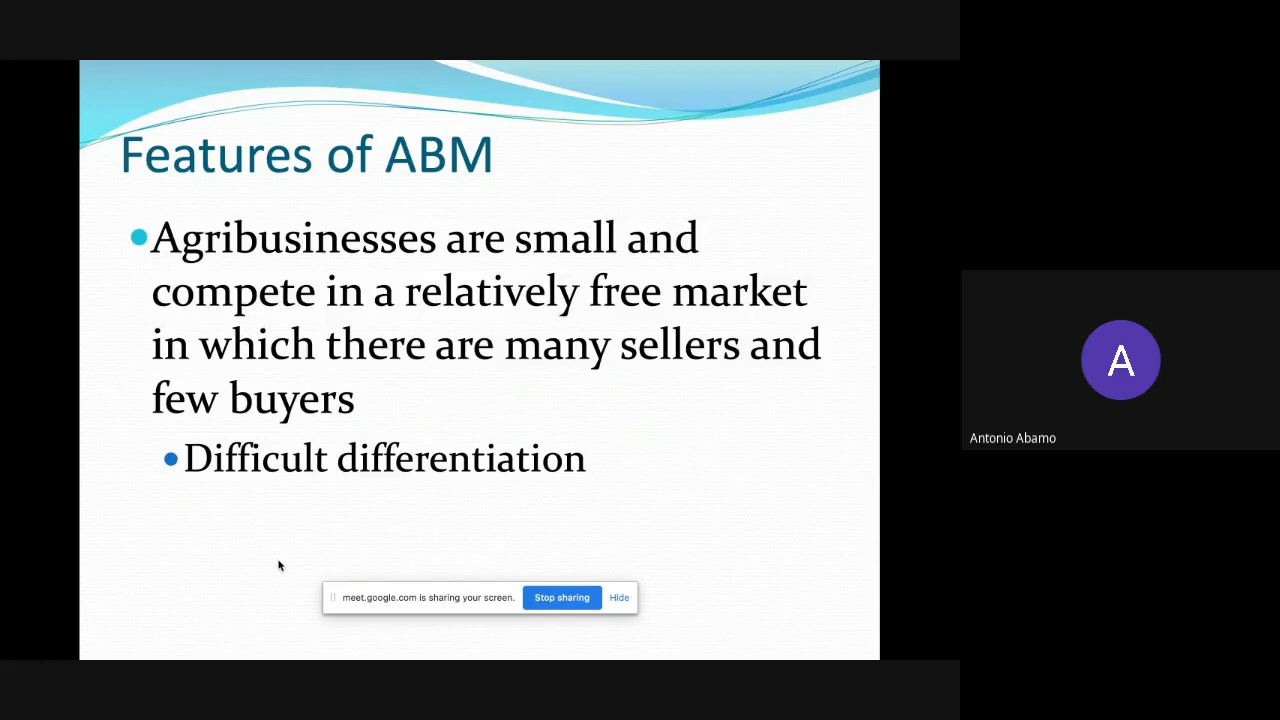 Features of ABM
Agribusinesses are small and
compete in a relatively free market
in which there are many sellers and
few buyers
Difficult differentiation
meet.google.com is sharing your screen. Stop sharing Hide
A
Antonio Abamo